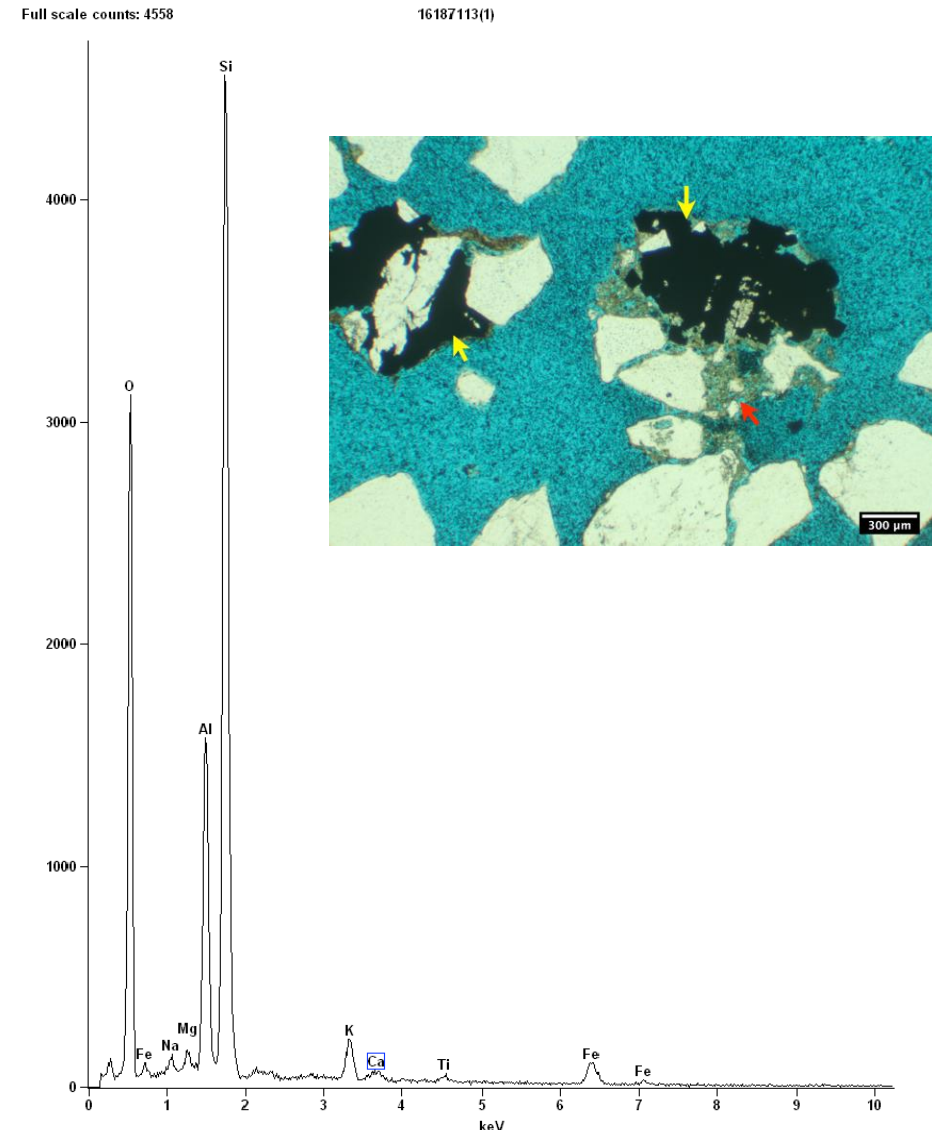 Full scale counts: 4558
16187113(1)
Si
4000
O
3000
300 µm
2000
Al
1000
Fe
Na
Mg
K
Ca
Ti
Fe
Fe
0
0 1 2 3 4 5 6 7 8 9 10
keV